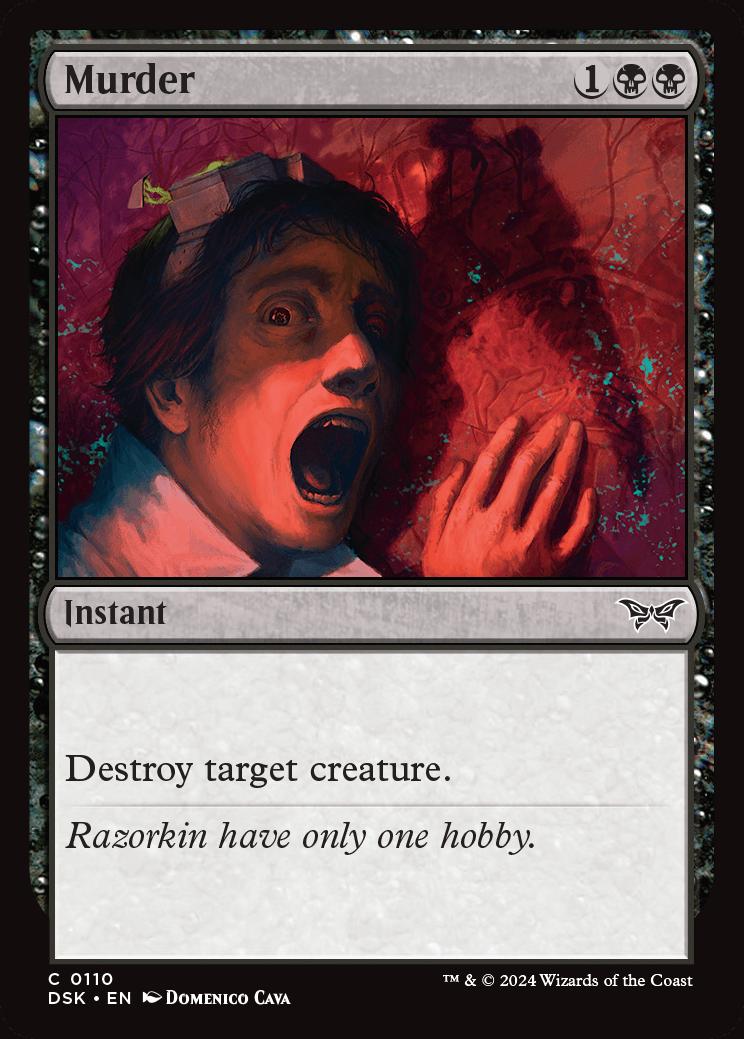 Murder 1
Instant
Destroy target creature.
Razorkin have only one hobby.
C 0110
DSK • EN Domenico Cava
™ & © 2024 Wizards of the Coast